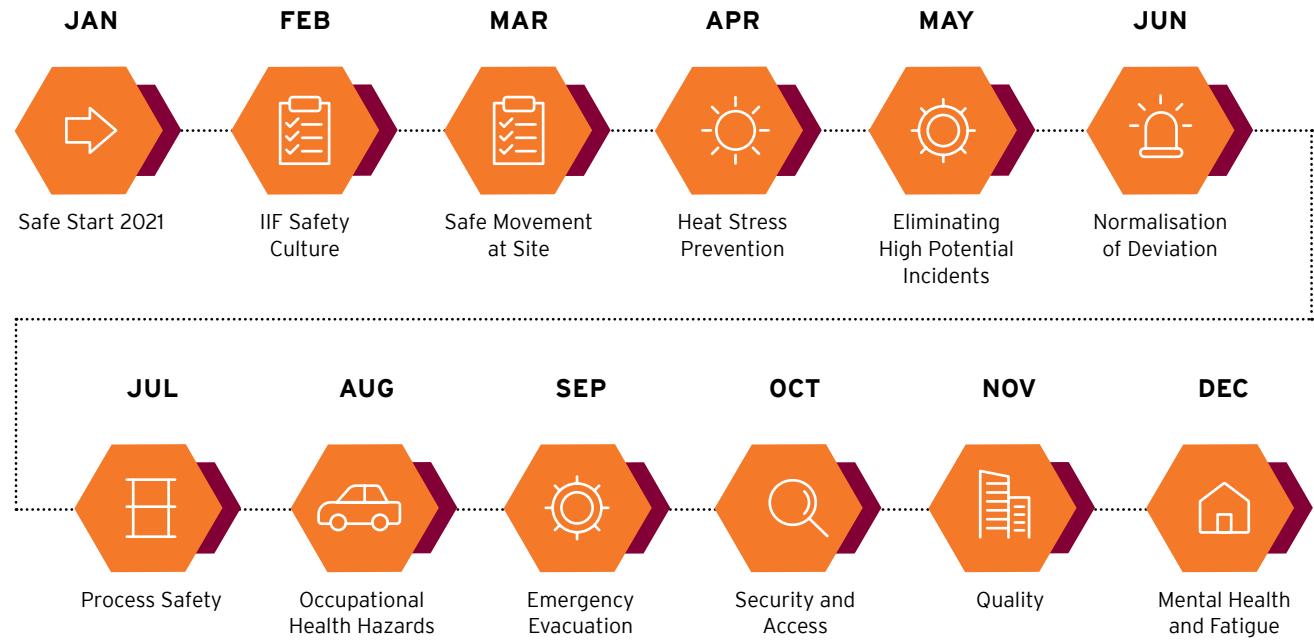 JAN
FEB
MAR
APR
MAY
JUN
Safe Start 2021
IIF Safety
Culture
Safe Movement
at Site
Heat Stress
Prevention
Eliminating
High Potential
Incidents
Normalisation
of Deviation
JUL
AUG
SEP
OCT
NOV
DEC
Process Safety
Occupational
Health Hazards
Emergency
Evacuation
Security and
Access
Quality
Mental Health
and Fatigue